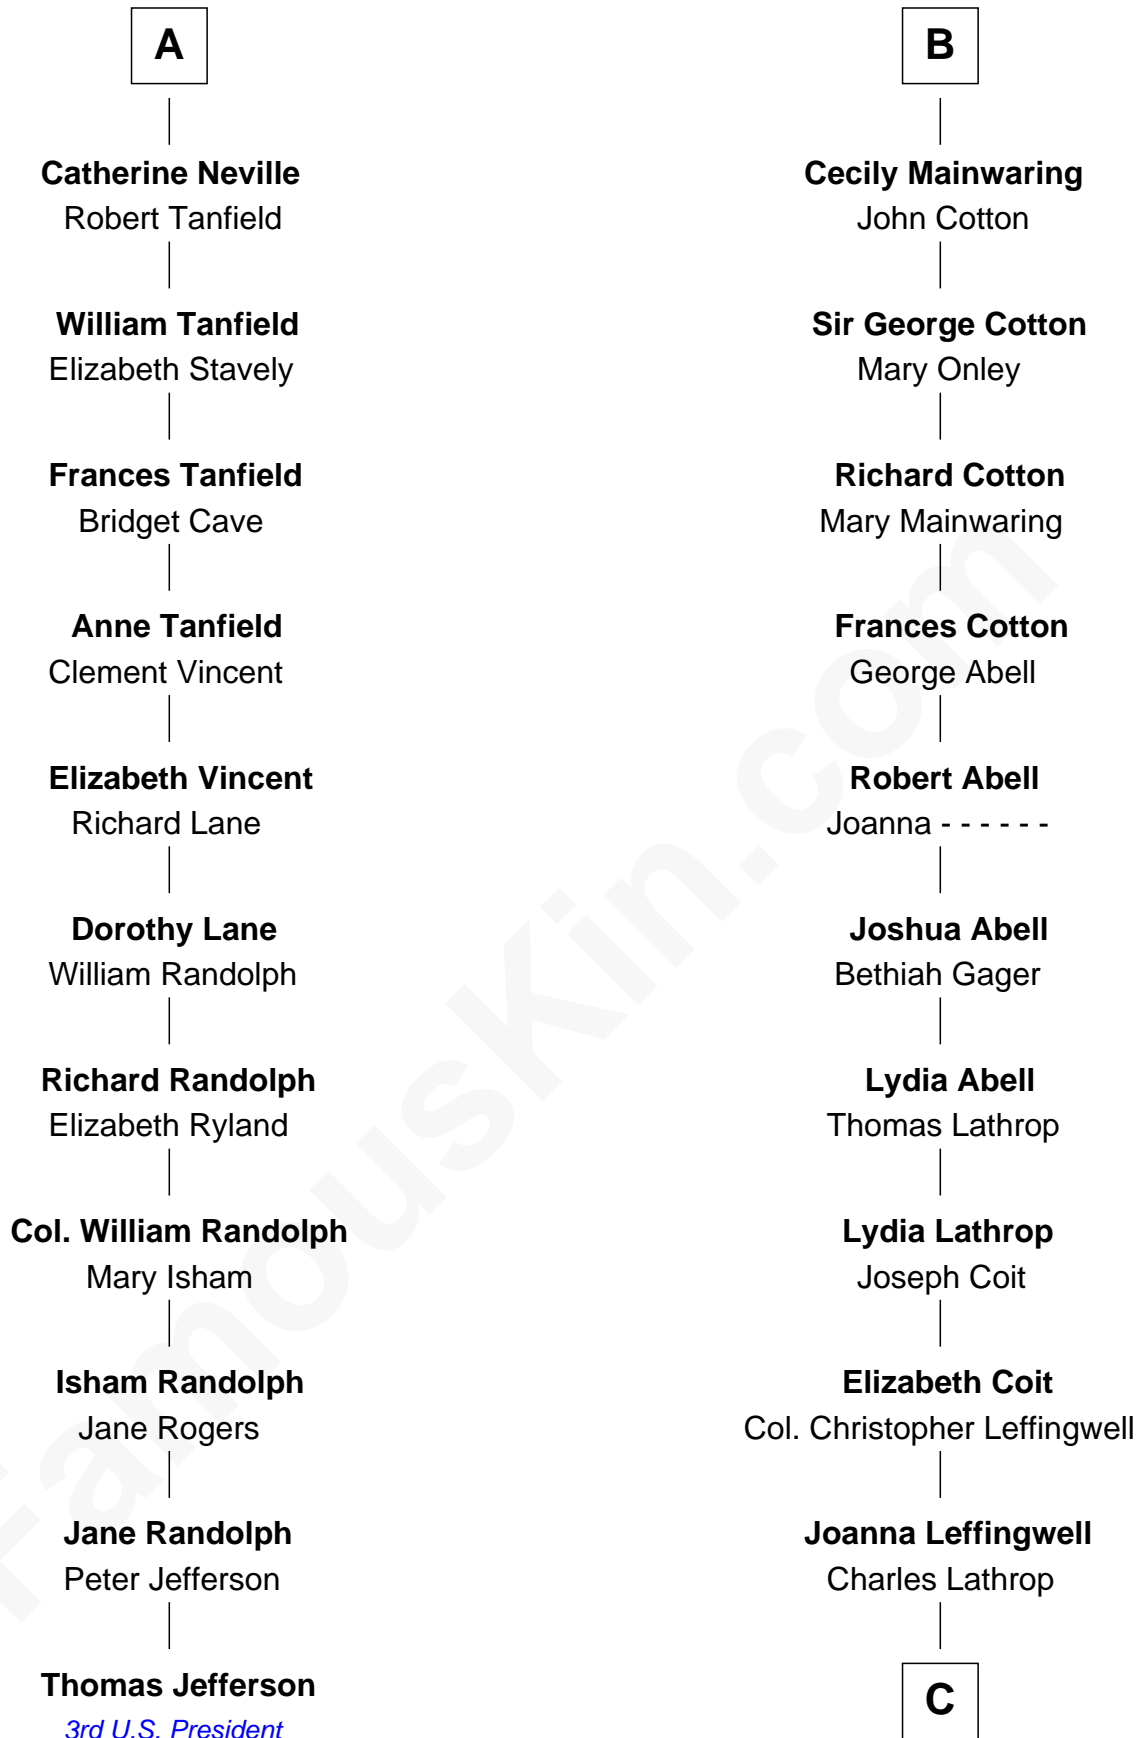 A
Catherine Neville
Robert Tanfield
William Tanfield
Elizabeth Stavely
Frances Tanfield
Bridget Cave
Anne Tanfield
Clement Vincent
Elizabeth Vincent
Richard Lane
Dorothy Lane
William Randolph
Richard Randolph
Elizabeth Ryland
Col. William Randolph
Mary Isham
Isham Randolph
Jane Rogers
Jane Randolph
Peter Jefferson
Thomas Jefferson
3rd U.S. President
B
Cecily Mainwaring
John Cotton
Sir George Cotton
Mary Onley
Richard Cotton
Mary Mainwaring
Frances Cotton
George Abell
Robert Abell
Joanna - - - - - -
Joshua Abell
Bethiah Gager
Lydia Abell
Thomas Lathrop
Lydia Lathrop
Joseph Coit
Elizabeth Coit
Col. Christopher Leffingwell
Joanna Leffingwell
Charles Lathrop
C
FamousKin.com